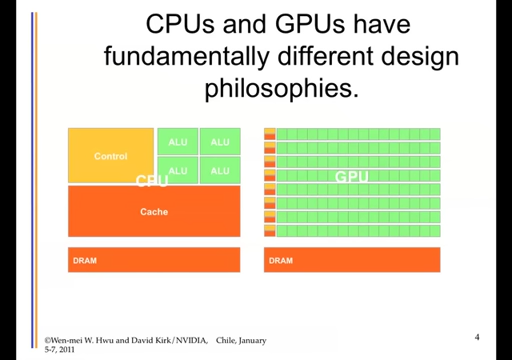 CPUs and GPUs have
fundamentally different design
philosophies.
Control
ALU
ALU
ALU
ALU
CPU
Cache
DRAM
GPU
DRAM
©Wen-mei W. Hwu and David Kirk/NVIDIA, Chile, January
5-7, 2011
4